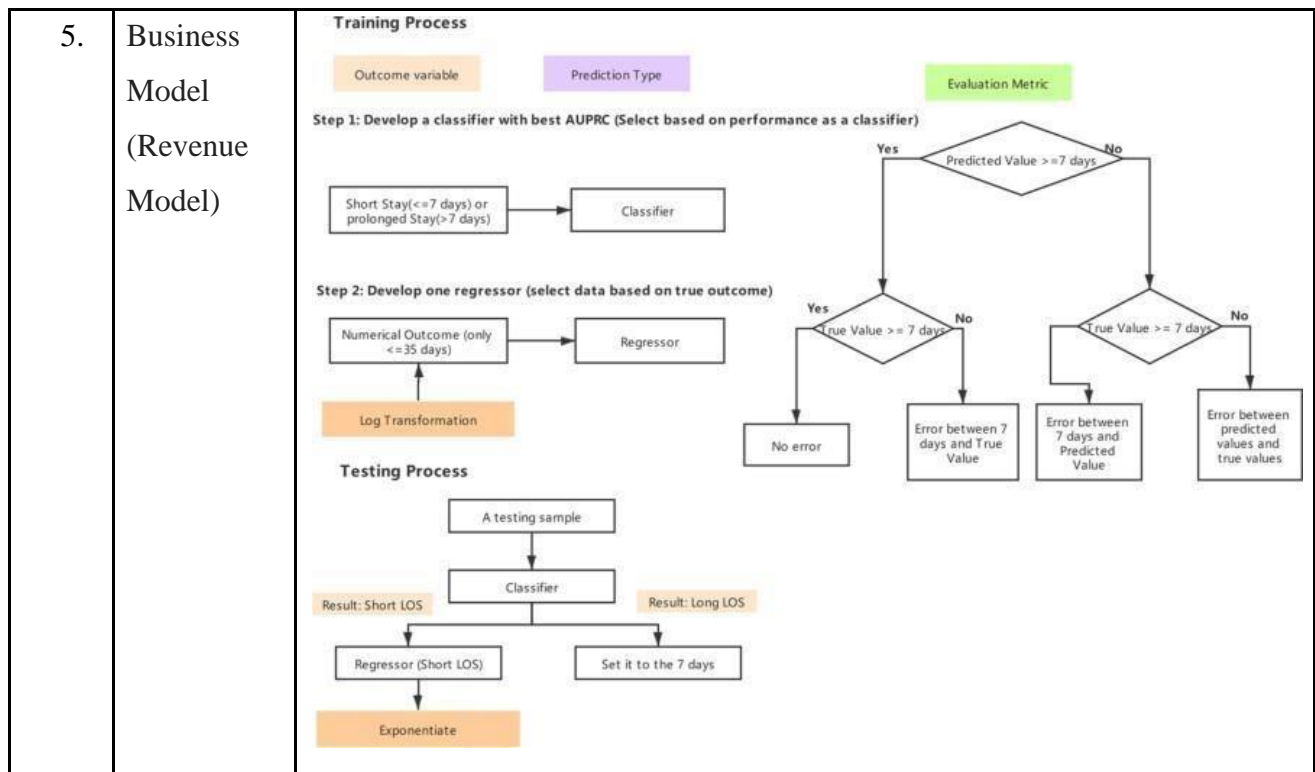 5.
Business
Model
(Revenue
Model)
Training Process
Outcome variable
Prediction Type
Evaluation Metric
Step 1: Develop a classifier with best AUPRC (Select based on performance as a classifier)
Short Stay(<=7 days) or
prolonged Stay(>7 days)
Classifier
Step 2: Develop one regressor (select data based on true outcome)
Numerical Outcome (only
<=35 days)
Regressor
Log Transformation
Yes
No
Predicted Value >=7 days
Yes
No
True Value >= 7 days
True Value >= 7 days
No
No error
Error between 7
days and True
Value
Error between
7 days and
Predicted
Value
Error between
predicted
values and
true values
Testing Process
A testing sample
Classifier
Result: Short LOS
Result: Long LOS
Regressor (Short LOS)
Set it to the 7 days
Exponentiate